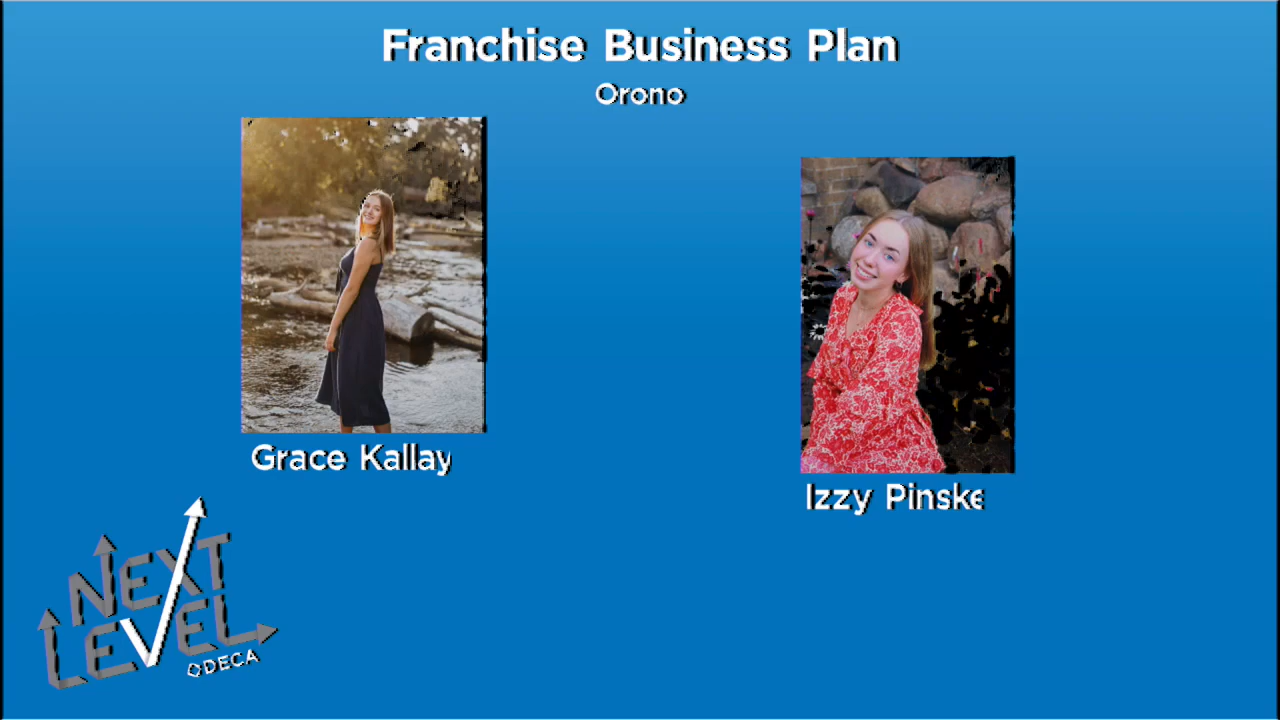 Franchise Business Plan
Orono
Grace Kallay
Izzy Pinske
NEXT
LEVEL
DECA